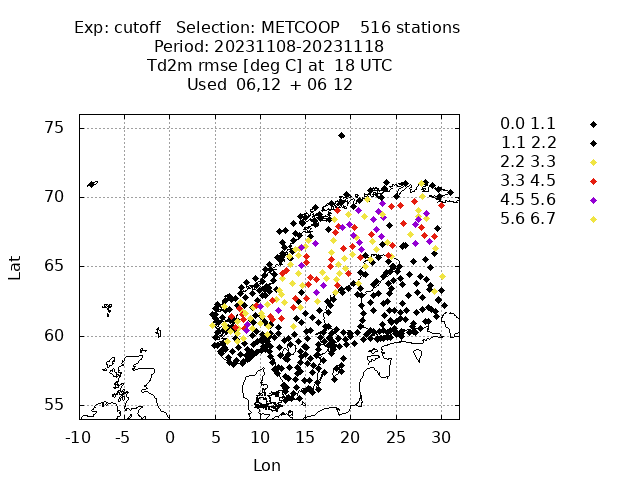 Exp: cutoff   Selection: METCOOP    516 stations
Period: 20231108-20231118
Td2m rmse [deg C] at  18 UTC
Used  06,12  + 06 12
0.0 1.1
1.1 2.2
2.2 3.3
3.3 4.5
4.5 5.6
5.6 6.7
75
70
65
60
55
Lat
-10 -5 0 5 10 15 20 25 30
Lon